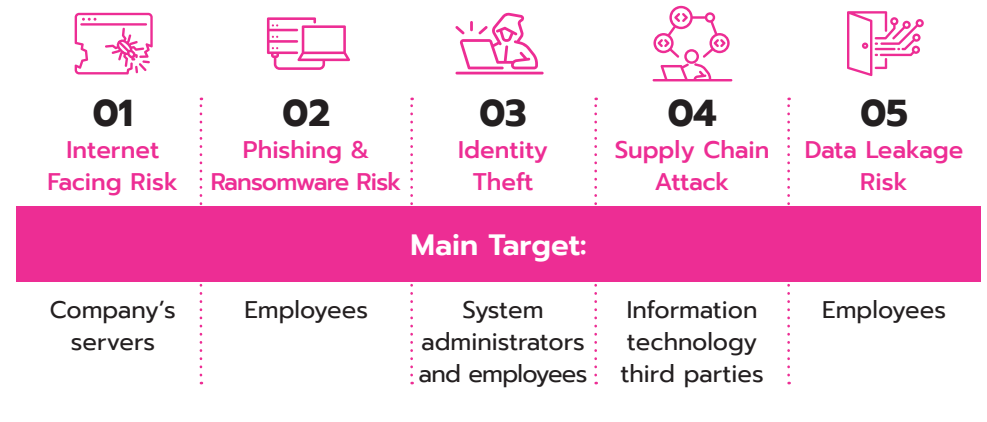 01
Internet
Facing Risk
02
Phishing &
Ransomware Risk
03
Identity
Theft
04
Supply Chain
Attack
05
Data Leakage
Risk
Main Target:
Company’s
servers
Employees
System
administrators
and employees
Information
technology
third parties
Employees